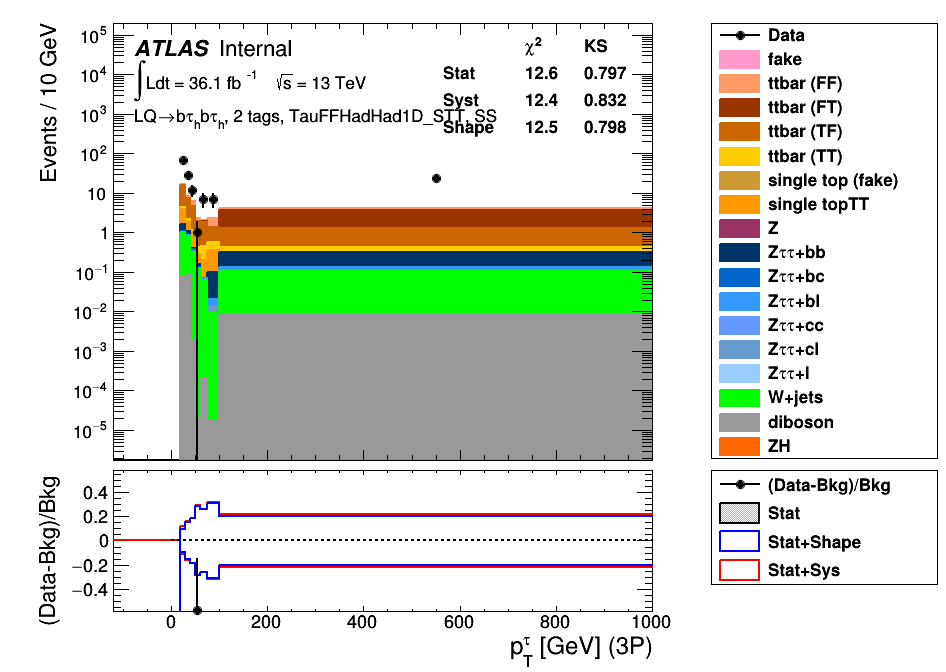 ATLAS Internal
∫Ldt = 36.1 fb⁻¹ √s = 13 TeV
LQ→bτₕbτₕ, 2 tags, TauFFHadHad1D_STT, SS
χ² KS
Stat 12.6 0.797
Syst 12.4 0.832
Shape 12.5 0.798
Events / 10 GeV
10⁵
10⁴
10³
10²
10
1
10⁻¹
10⁻²
10⁻³
10⁻⁴
10⁻⁵
Data
fake
ttbar (FF)
ttbar (FT)
ttbar (TF)
ttbar (TT)
single top (fake)
single topTT
Z
Zττ+bb
Zττ+bc
Zττ+bl
Zττ+cc
Zττ+cl
Zττ+l
W+jets
diboson
ZH
(Data-Bkg)/Bkg
0.4
0.2
0
−0.2
−0.4
0 200 400 600 800 1000
p_T^τ [GeV] (3P)
(Data-Bkg)/Bkg
Stat
Stat+Shape
Stat+Sys